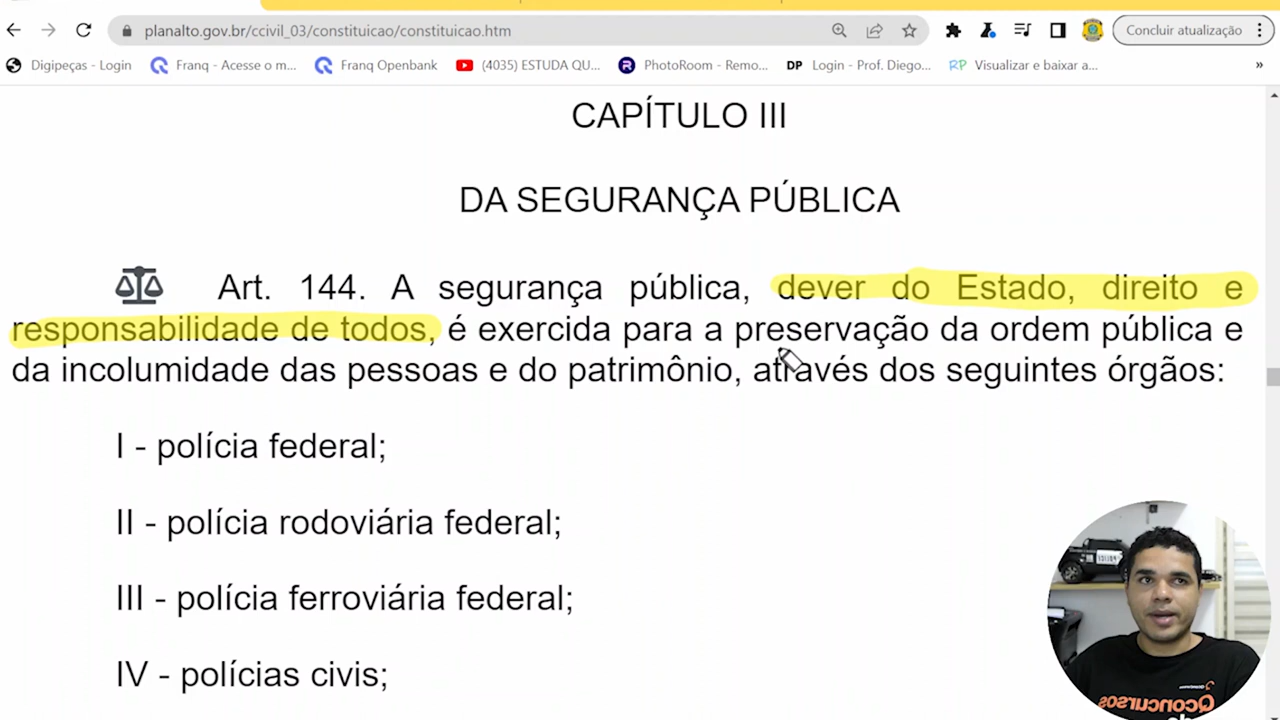 planalto.gov.br/ccivil_03/constituicao/constituicao.htm
Concluir atualização
Digipeças - Login
Franq - Acesse o m...
Franq Openbank
(4035) ESTUDA QU...
PhotoRoom - Remo...
DP Login - Prof. Diego...
RP Visualizar e baixar a...
»
CAPÍTULO III
DA SEGURANÇA PÚBLICA
Art. 144. A segurança pública, dever do Estado, direito e
responsabilidade de todos, é exercida para a preservação da ordem pública e
da incolumidade das pessoas e do patrimônio, através dos seguintes órgãos:
I - polícia federal;
II - polícia rodoviária federal;
III - polícia ferroviária federal;
IV - polícias civis;
Qconcursos